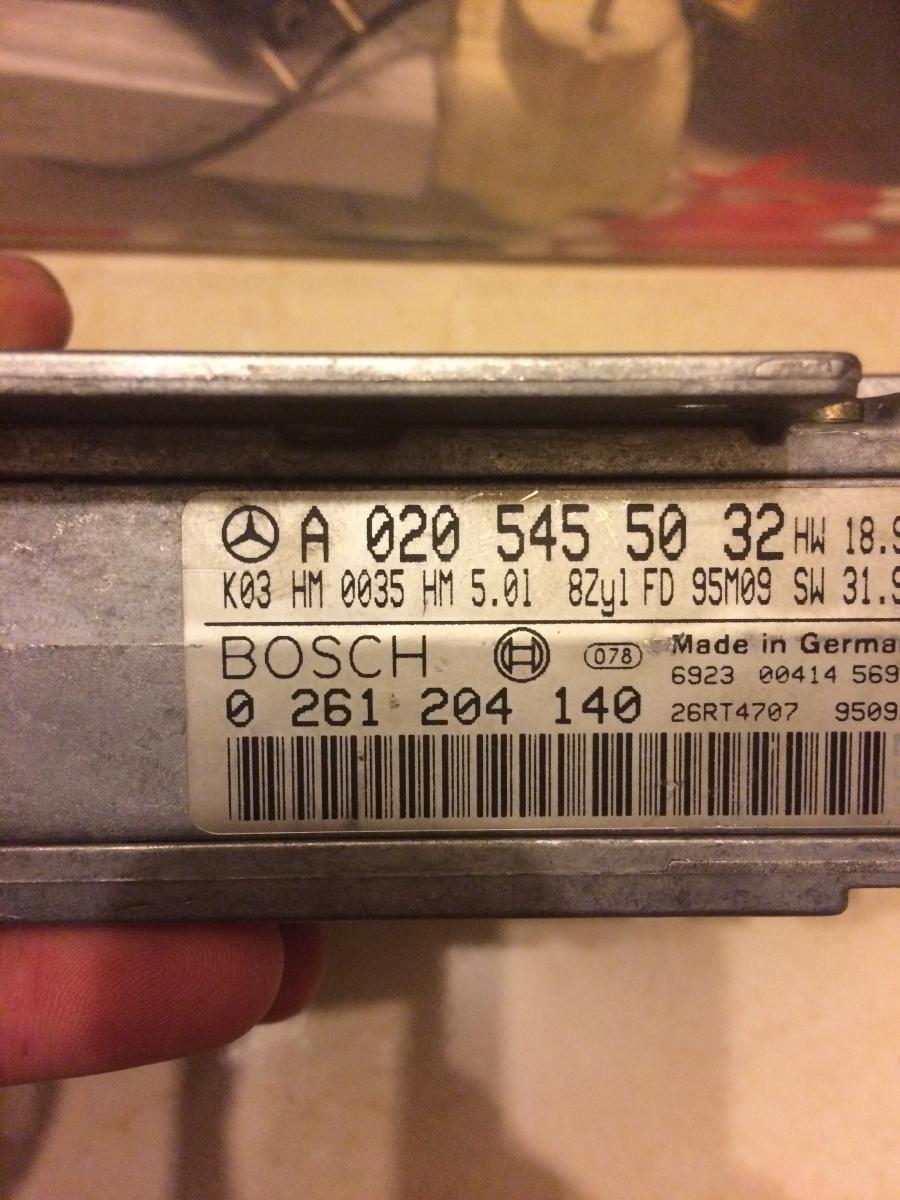 A 020 545 50 32 HW 18.9
K03 HM 0035 HM 5.0l 8Zyl FD 95M09 SW 31.9
BOSCH 078 Made in Germa
6923 00414 569
0 261 204 140 26RT4707 9509